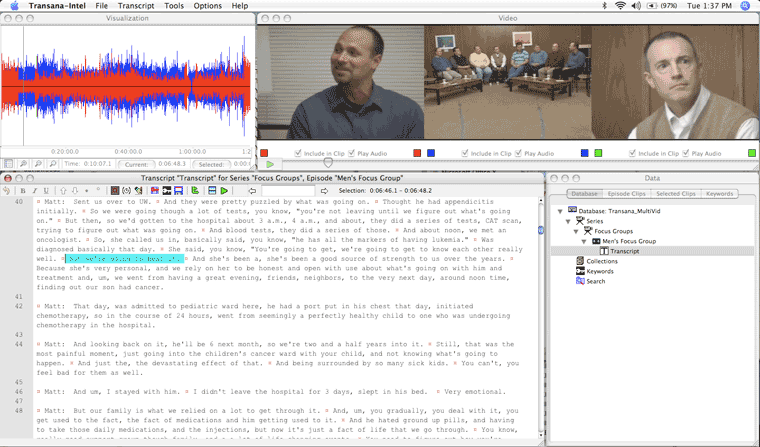 Transana-Intel File Transcript Tools Options Help (97%) Tue 1:37 PM
Visualization
0:20:00.0 0:40:00.0 1:00:00.0
Time: 0:10:07.1 Current: 0:06:48.3 Selected:
Video
Include in Clip Play Audio Include in Clip Play Audio Include in Clip Play Audio
Transcript "Transcript" for Series "Focus Groups", Episode "Men's Focus Group"
B I U Selection: 0:06:46.1 - 0:06:48.2
40 Matt: Sent us over to UW. And they were pretty puzzled by what was going on. Thought he had appendicitis
initially. So we were going though a lot of tests, you know, "you're not leaving until we figure out what's going
on." But then, so we'd gotten to the hospital about 3 a.m., 4 a.m., and about, they did a series of tests, CAT scan,
trying to figure out what was going on. And blood tests, they did a series of those. And about noon, we met an
oncologist. So, she called us in, basically said, you know, "he has all the markers of having lukemia." Was
diagnosed basically that day. She said, you know, "You're going to get, we're going to get to know each other really
well. And she's been a, she's been a good source of strength to us over the years.
Because she's very personal, and we rely on her to be honest and open with use about what's going on with him and
treatment and, um, we went from having a great evening, friends, neighbors, to the very next day, around noon time,
finding out our son had cancer.
41
42 Matt: That day, was admitted to pediatric ward here, he had a port put in his chest that day, initiated
chemotherapy, so in the course of 24 hours, went from seemingly a perfectly healthy child to one who was undergoing
chemotherapy in the hospital.
43
44 Matt: And looking back on it, he'll be 6 next month, so we're two and a half years into it. Still, that was the
most painful moment, just going into the children's cancer ward with your child, and not knowing what's going to
happen. And just the, the devastating effect of that. And being surrounded by so many sick kids. You can't, you
feel bad for them as well.
45
46 Matt: And um, I stayed with him. I didn't leave the hospital for 3 days, slept in his bed. Very emotional.
47
48 Matt: But our family is what we relied on a lot to get through it. And, um, you gradually, you deal with it, you
get used to the fact, the fact of medications and him getting used to it. And he hated ground up pills, and having
to take those daily medications, and the injections, but now it's just a fact of life that we go through. You know,
Data
Database Episode Clips Selected Clips Keywords
Database: Transana_MultiVid
Series
Focus Groups
Men's Focus Group
Transcript
Collections
Keywords
Search